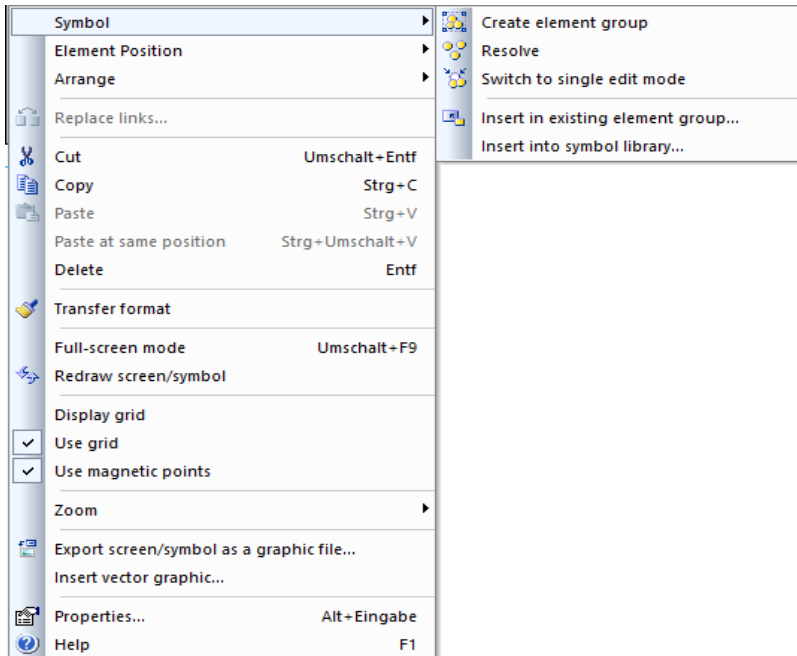 Symbol
Element Position
Arrange
Replace links...
Cut Umschalt+Entf
Copy Strg+C
Paste Strg+V
Paste at same position Strg+Umschalt+V
Delete Entf
Transfer format
Full-screen mode Umschalt+F9
Redraw screen/symbol
Display grid
Use grid
Use magnetic points
Zoom
Export screen/symbol as a graphic file...
Insert vector graphic...
Properties... Alt+Eingabe
Help F1
Create element group
Resolve
Switch to single edit mode
Insert in existing element group...
Insert into symbol library...